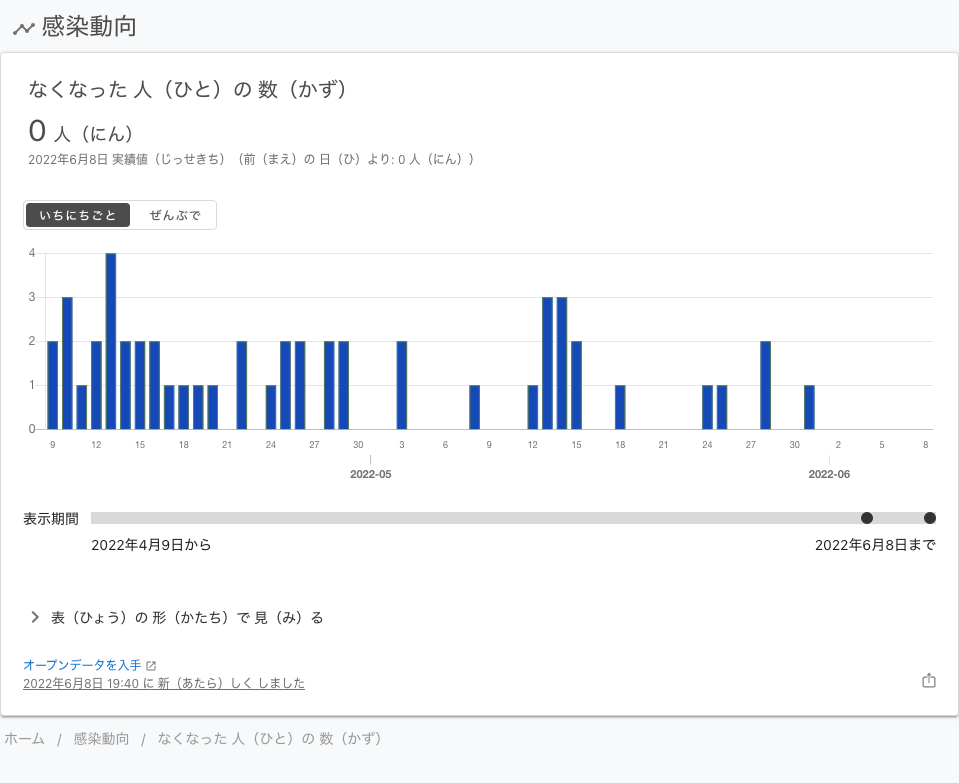 感染動向
なくなった 人（ひと）の 数（かず）
0 人（にん）
2022年6月8日 実績値（じっせきち）（前（まえ）の 日（ひ）より: 0 人（にん））
いちにちごと ぜんぶで
4
3
2
1
0
9 12 15 18 21 24 27 30 3 6 9 12 15 18 21 24 27 30 2 5 8
2022-05 2022-06
表示期間
2022年4月9日から 2022年6月8日まで
表（ひょう）の 形（かたち）で 見（み）る
オープンデータを入手
2022年6月8日 19:40 に 新（あたら）しく しました
ホーム / 感染動向 / なくなった 人（ひと）の 数（かず）